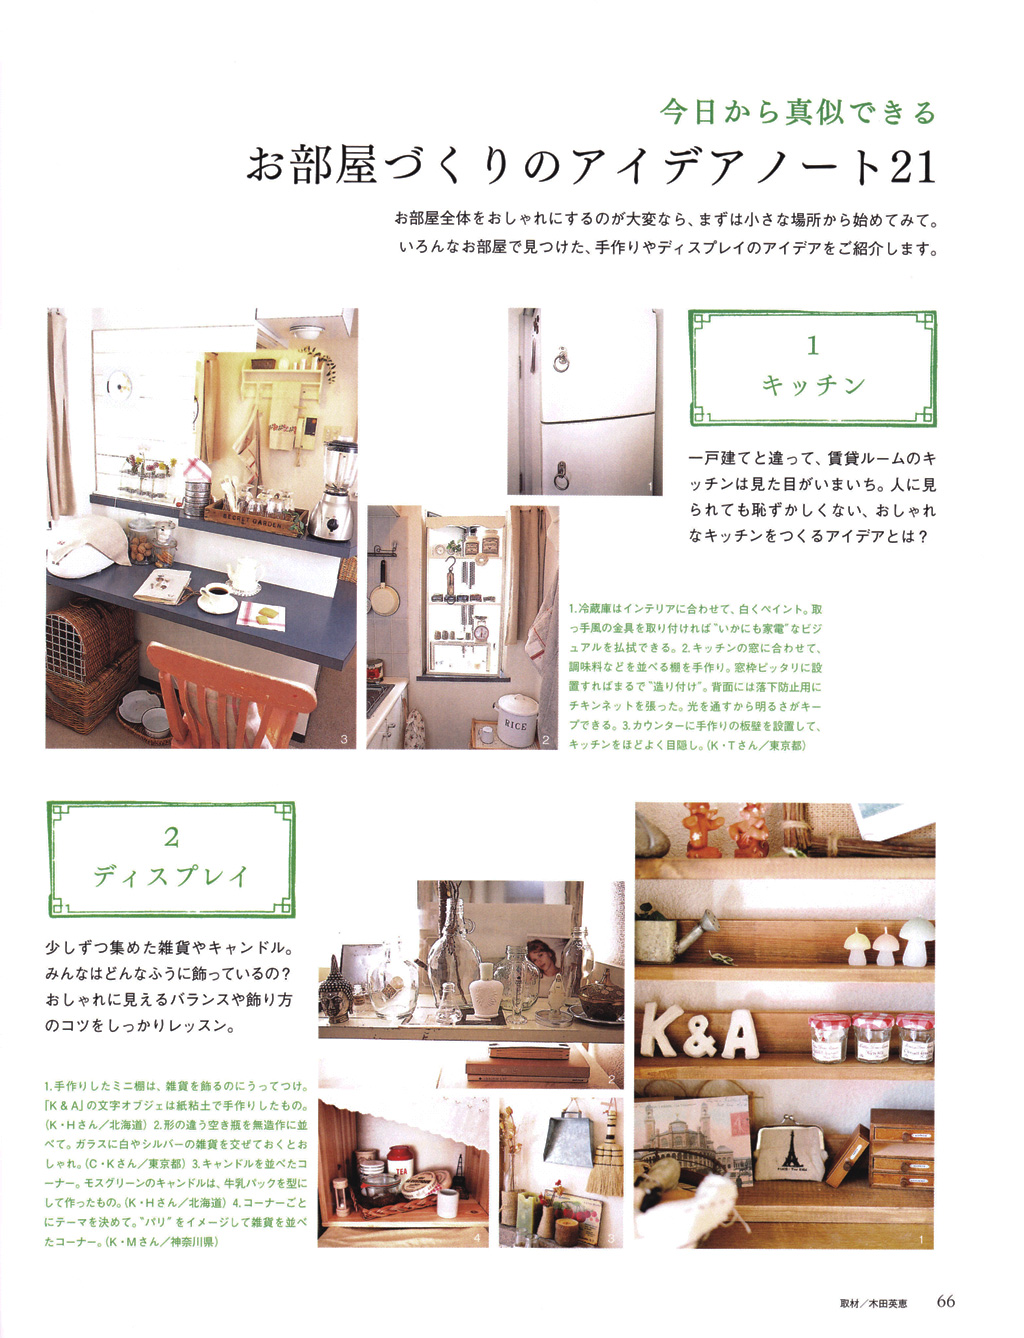 今日から真似できる
お部屋づくりのアイデアノート21
お部屋全体をおしゃれにするのが大変なら、まずは小さな場所から始めてみて。
いろんなお部屋で見つけた、手作りやディスプレイのアイデアをご紹介します。
1
キッチン
一戸建てと違って、賃貸ルームのキ
ッチンは見た目がいまいち。人に見
られても恥ずかしくない、おしゃれ
なキッチンをつくるアイデアとは？
1.冷蔵庫はインテリアに合わせて、白くペイント。取
っ手風の金具を取り付ければ“いかにも家電”なビジ
ュアルを払拭できる。2.キッチンの窓に合わせて、
調味料などを並べる棚を手作り。窓枠ピッタリに設
置すればまるで“造り付け”。背面には落下防止用に
チキンネットを張った。光を通すから明るさがキー
プできる。3.カウンターに手作りの板壁を設置して、
キッチンをほどよく目隠し。（K・Tさん／東京都）
SECRET GARDEN
RICE
1
2
3
2
ディスプレイ
少しずつ集めた雑貨やキャンドル。
みんなはどんなふうに飾っているの？
おしゃれに見えるバランスや飾り方
のコツをしっかりレッスン。
1.手作りしたミニ棚は、雑貨を飾るのにうってつけ。
「K & A」の文字オブジェは紙粘土で手作りしたもの。
（K・Hさん／北海道）2.形の違う空き瓶を無造作に並
べて。ガラスに白やシルバーの雑貨を交ぜておくとお
しゃれ。（C・Kさん／東京都）3.キャンドルを並べたコ
ーナー。モスグリーンのキャンドルは、牛乳パックを型に
して作ったもの。（K・Hさん／北海道）4.コーナーごと
にテーマを決めて。“パリ”をイメージして雑貨を並べ
たコーナー。（K・Mさん／神奈川県）
K&A
TEA
2
4
3
1
取材／木田英恵
66